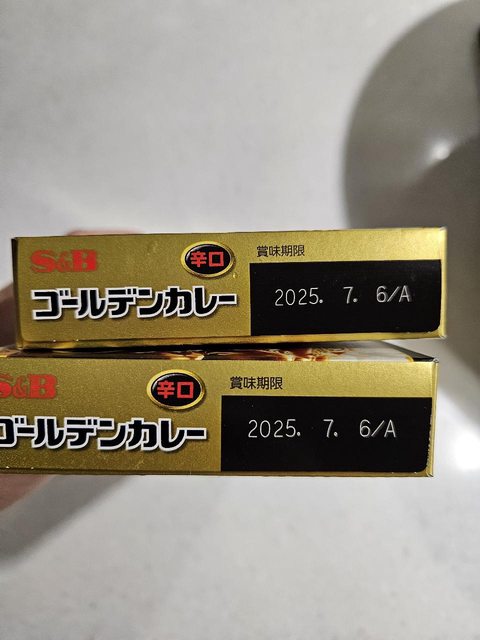 S&B
辛口
賞味期限
ゴールデンカレー
2025. 7. 6/A
S&B
辛口
賞味期限
ゴールデンカレー
2025. 7. 6/A